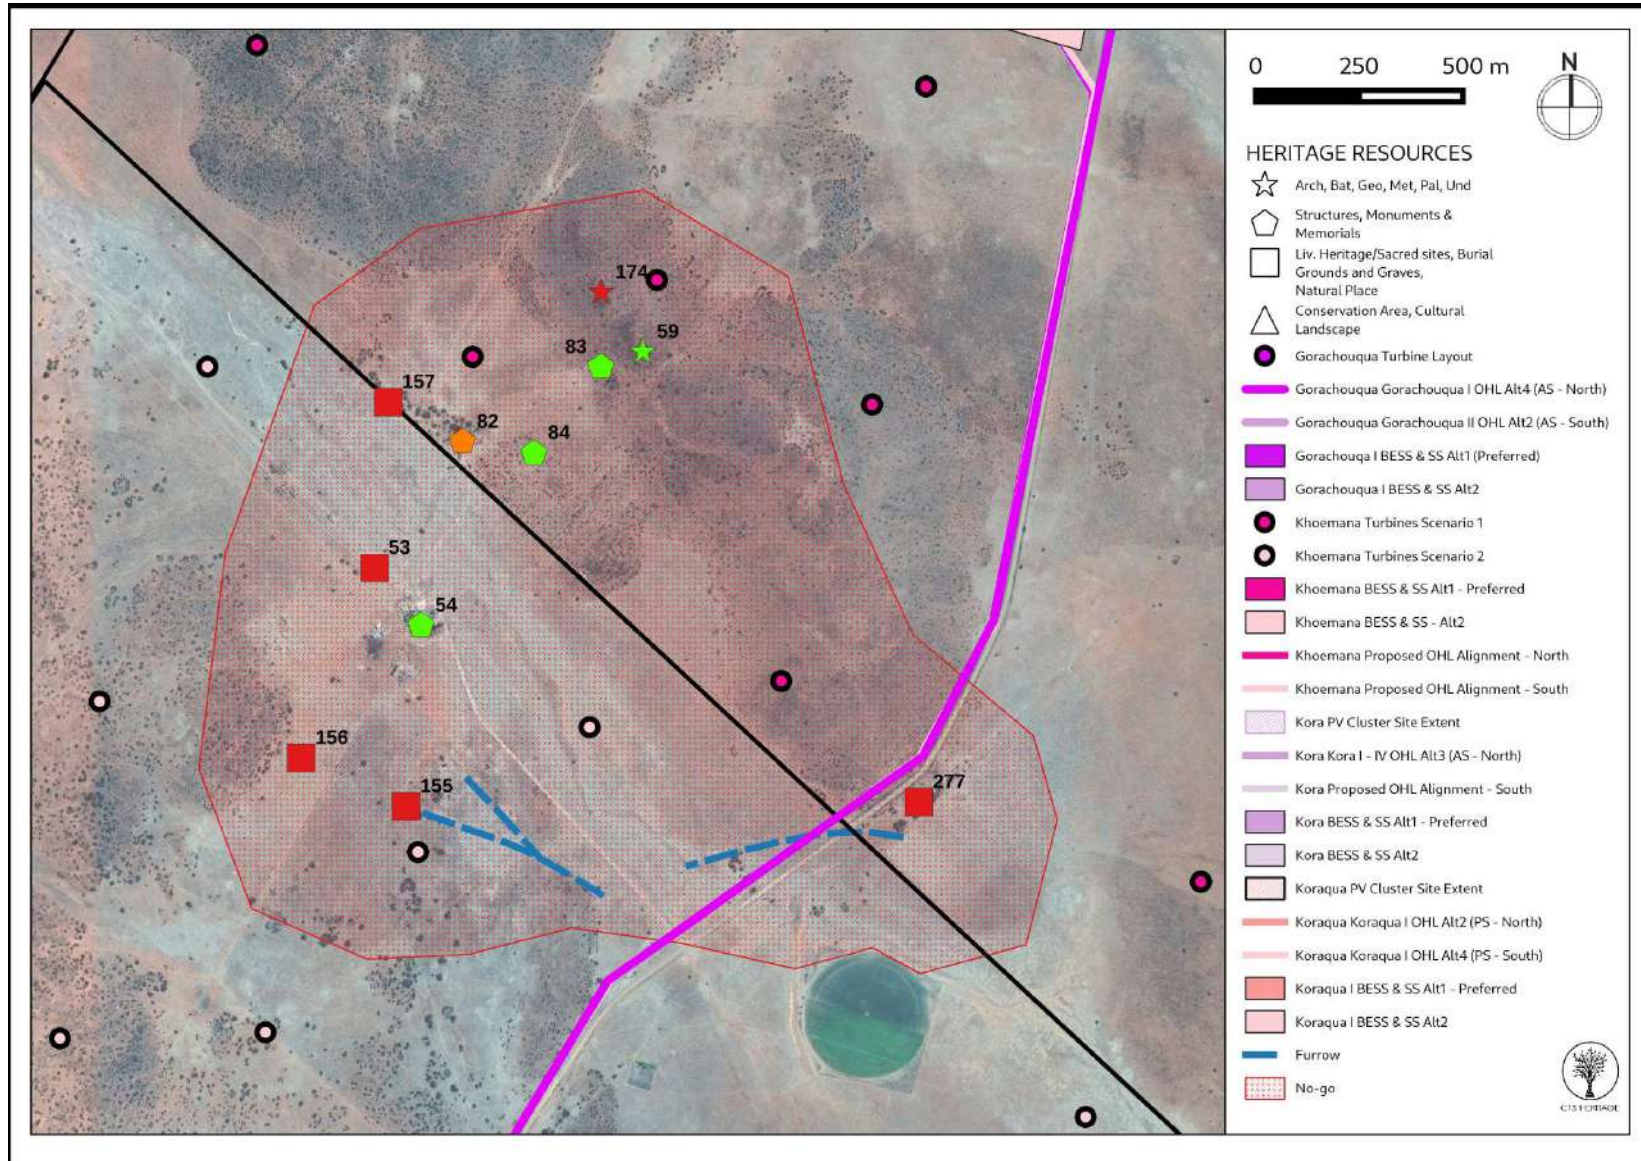 174
59
83
157
82
84
53
54
156
155
277
0 250 500 m
N
HERITAGE RESOURCES
Arch, Bat, Geo, Met, Pal, Und
Structures, Monuments &
Memorials
Liv. Heritage/Sacred sites, Burial
Grounds and Graves,
Natural Place
Conservation Area, Cultural
Landscape
Gorachouqua Turbine Layout
Gorachouqua Gorachouqua I OHL Alt4 (AS - North)
Gorachouqua Gorachouqua II OHL Alt2 (AS - South)
Gorachouqa I BESS & SS Alt1 (Preferred)
Gorachouqua I BESS & SS Alt2
Khoemana Turbines Scenario 1
Khoemana Turbines Scenario 2
Khoemana BESS & SS Alt1 - Preferred
Khoemana BESS & SS - Alt2
Khoemana Proposed OHL Alignment - North
Khoemana Proposed OHL Alignment - South
Kora PV Cluster Site Extent
Kora Kora I - IV OHL Alt3 (AS - North)
Kora Proposed OHL Alignment - South
Kora BESS & SS Alt1 - Preferred
Kora BESS & SS Alt2
Koraqua PV Cluster Site Extent
Koraqua Koraqua I OHL Alt2 (PS - North)
Koraqua Koraqua I OHL Alt4 (PS - South)
Koraqua I BESS & SS Alt1 - Preferred
Koraqua I BESS & SS Alt2
Furrow
No-go